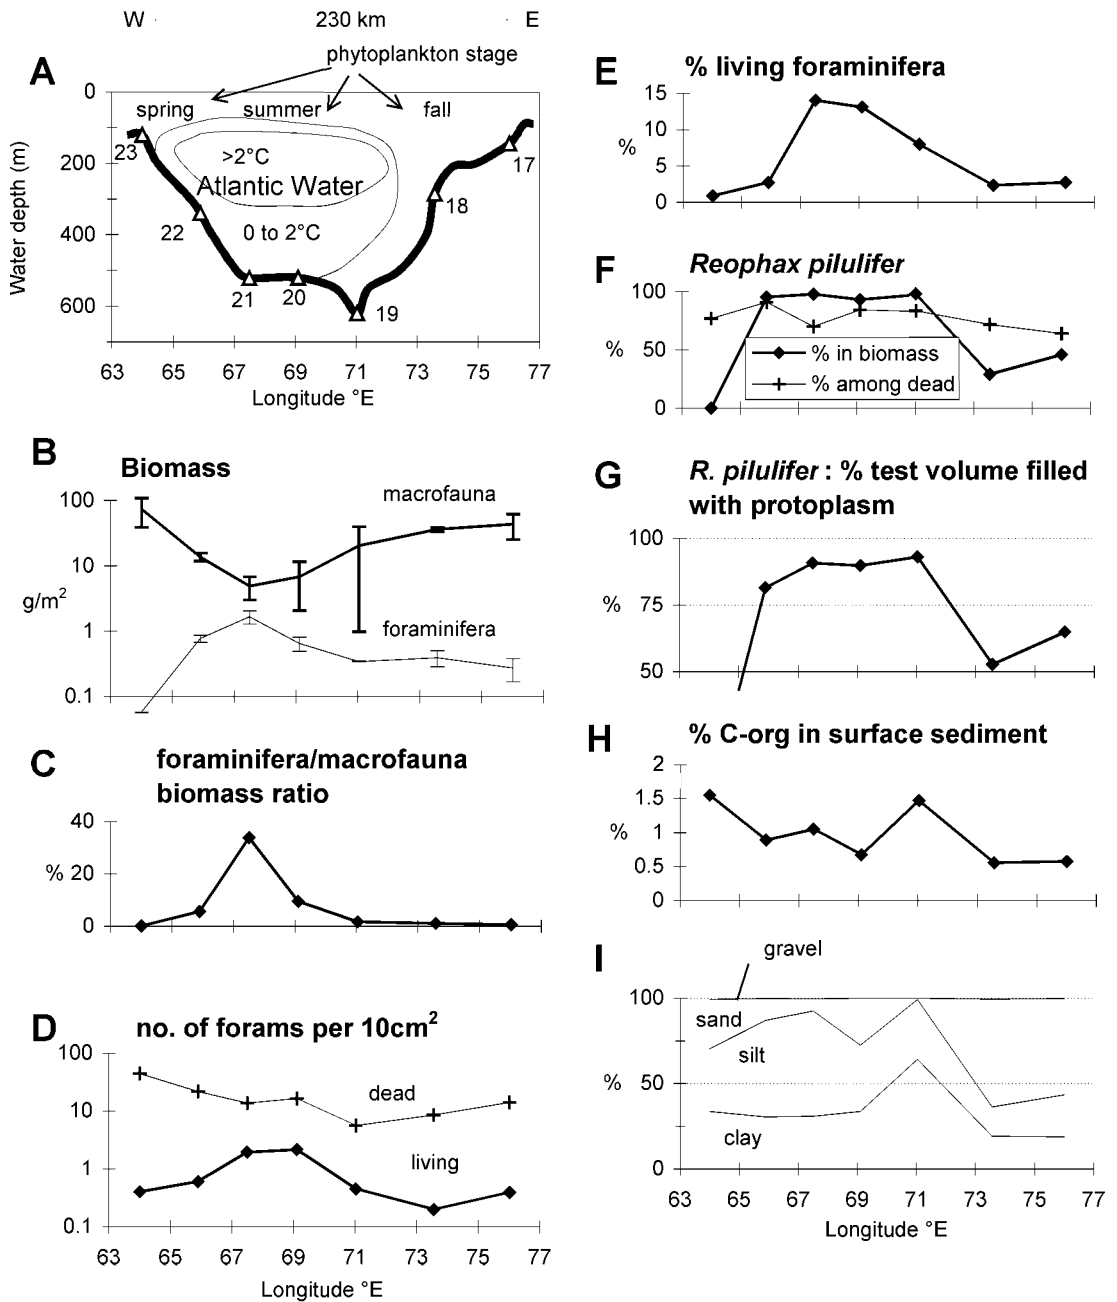 W
230 km
E
phytoplankton stage
A
0
200
400
600
Water depth (m)
spring
summer
fall
>2°C
Atlantic Water
0 to 2°C
23
22
21
20
19
18
17
63
65
67
69
71
73
75
77
Longitude °E
B
Biomass
100
10
1
0.1
g/m²
macrofauna
foraminifera
C
foraminifera/macrofauna
biomass ratio
40
20
0
%
D
no. of forams per 10cm²
100
10
1
0.1
dead
living
63
65
67
69
71
73
75
77
Longitude °E
E
% living foraminifera
15
10
5
0
%
F
Reophax pilulifer
100
50
0
%
% in biomass
% among dead
G
R. pilulifer : % test volume filled
with protoplasm
100
75
50
%
H
% C-org in surface sediment
2
1.5
1
0.5
0
%
I
gravel
sand
silt
clay
100
50
0
%
63
65
67
69
71
73
75
77
Longitude °E